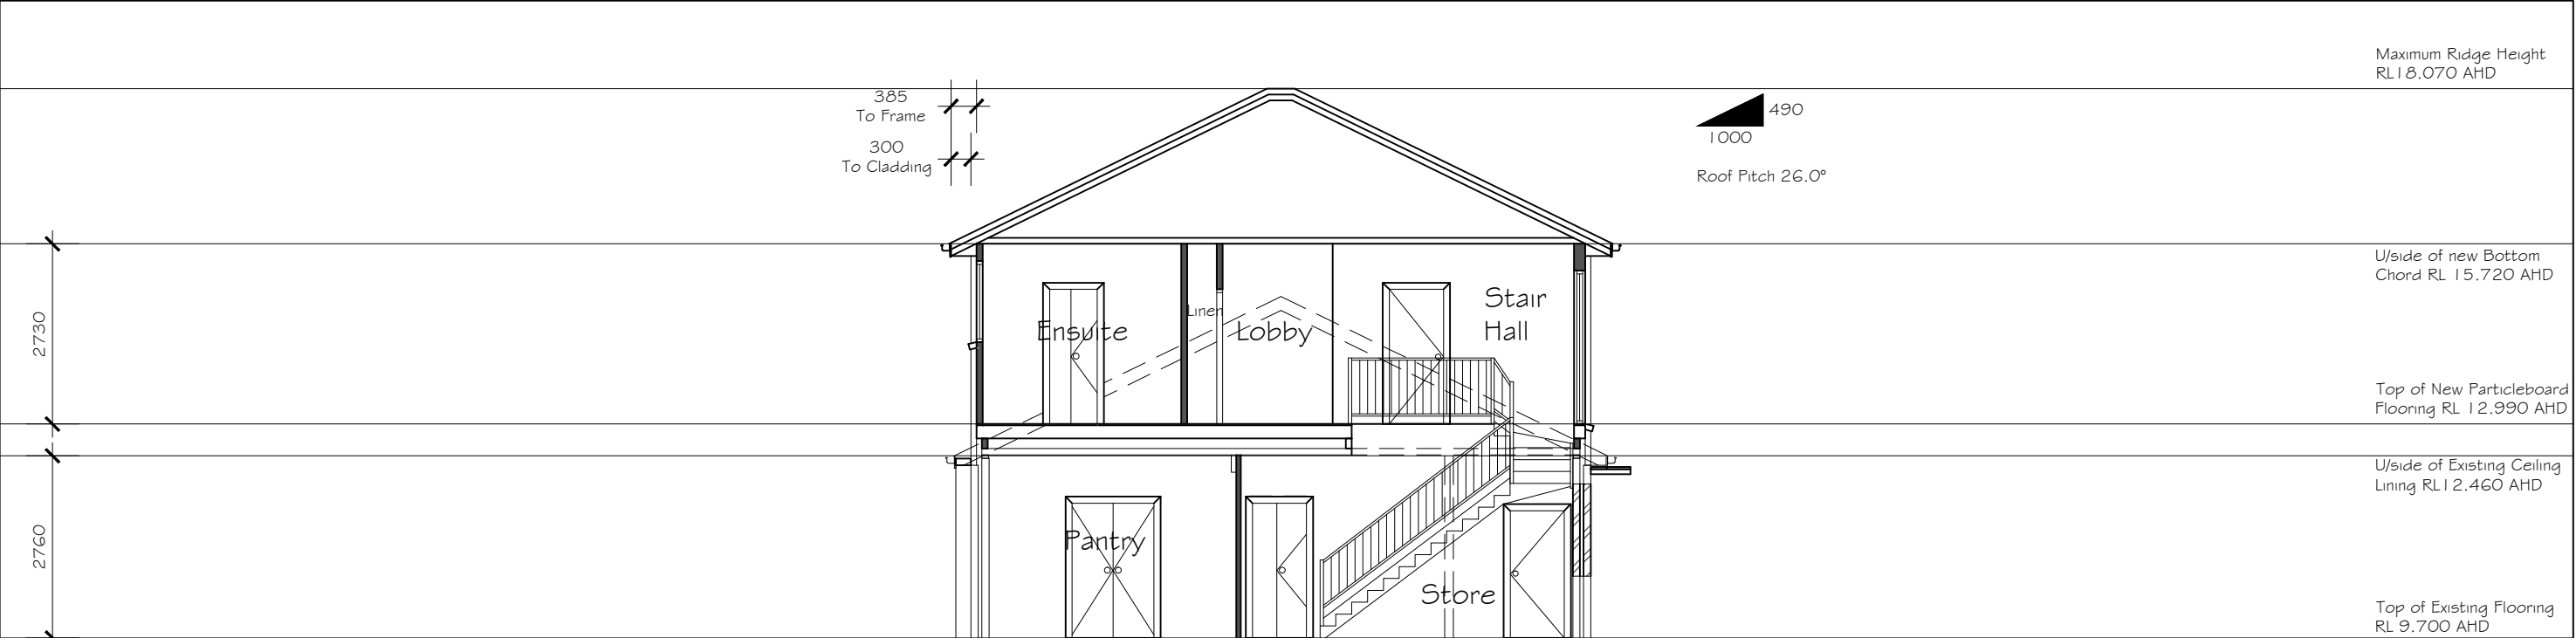 Maximum Ridge Height
RL18.070 AHD
385
To Frame
300
To Cladding
490
1000
Roof Pitch 26.0°
U/side of new Bottom
Chord RL 15.720 AHD
2730
Ensuite
Linen
Lobby
Stair
Hall
Top of New Particleboard
Flooring RL 12.990 AHD
U/side of Existing Ceiling
Lining RL12.460 AHD
2760
Pantry
Store
Top of Existing Flooring
RL 9.700 AHD